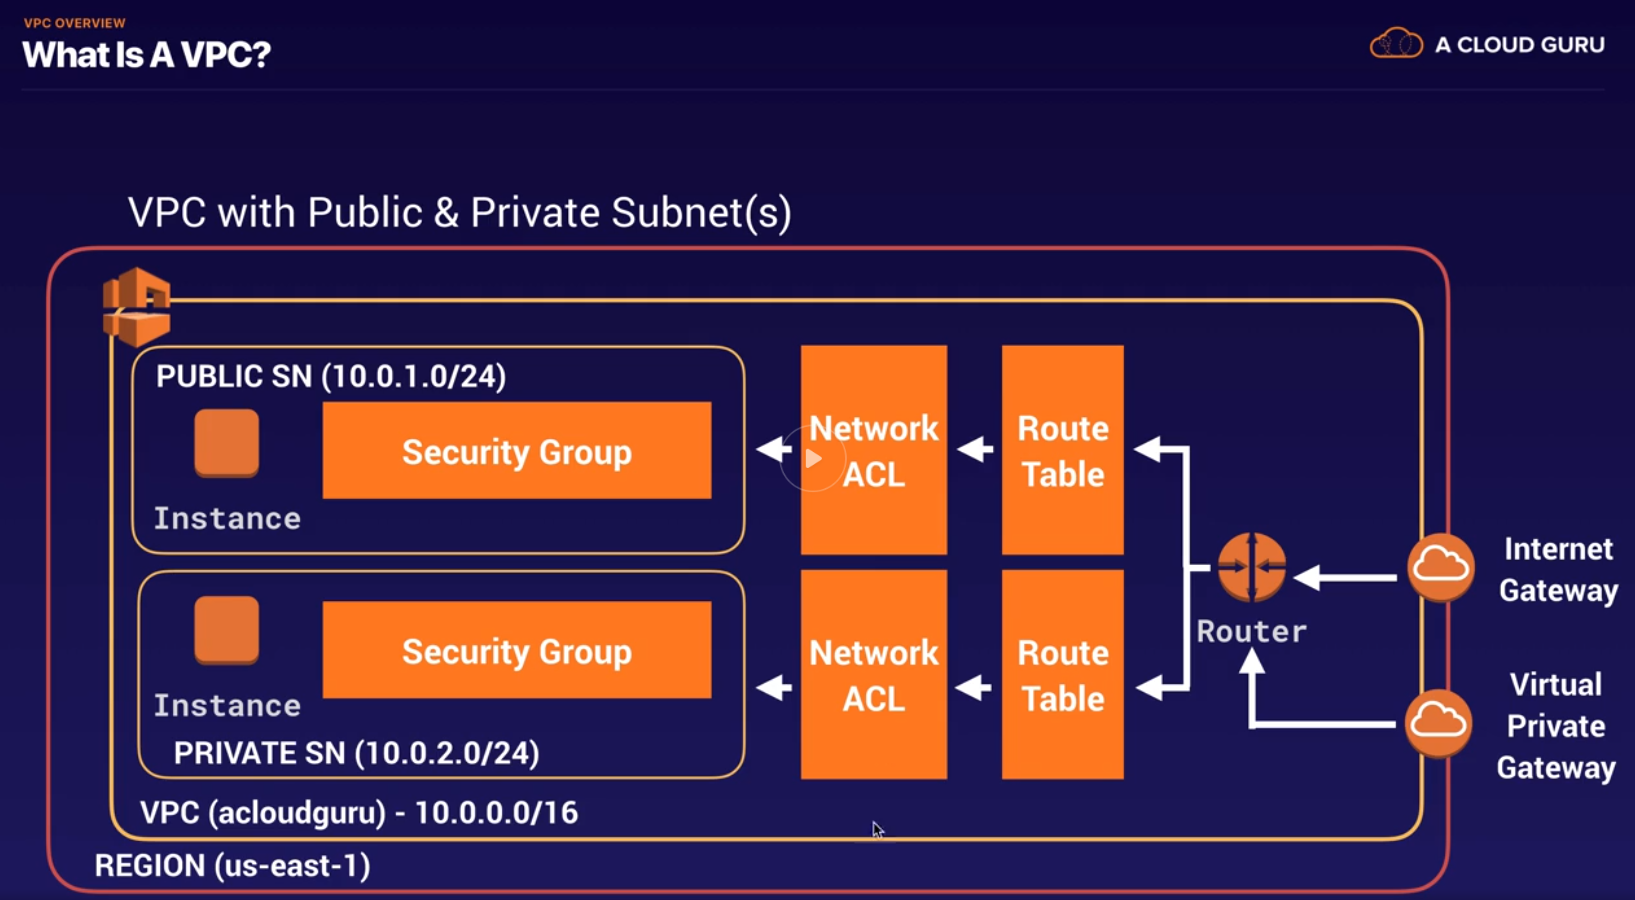 VPC OVERVIEW
What Is A VPC?
A CLOUD GURU
VPC with Public & Private Subnet(s)
PUBLIC SN (10.0.1.0/24)
Security Group
Instance
Network
ACL
Route
Table
Security Group
Instance
PRIVATE SN (10.0.2.0/24)
Network
ACL
Route
Table
Router
Internet
Gateway
Virtual
Private
Gateway
VPC (acloudguru) - 10.0.0.0/16
REGION (us-east-1)